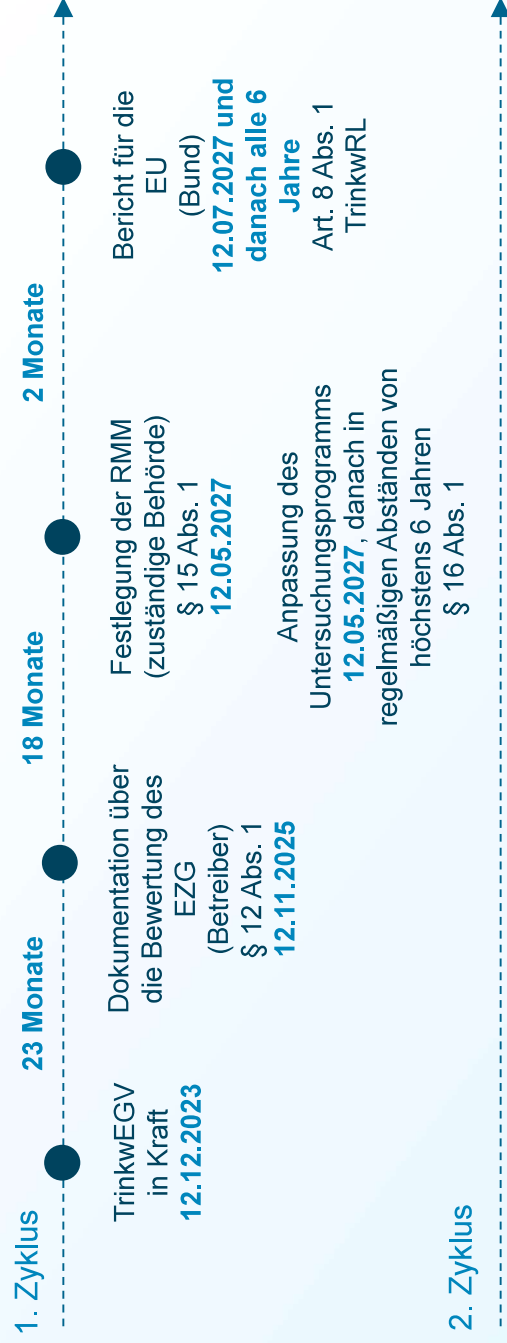 1. Zyklus
23 Monate
18 Monate
2 Monate
TrinkwEGV
in Kraft
12.12.2023
Dokumentation über
die Bewertung des
EZG
(Betreiber)
§ 12 Abs. 1
12.11.2025
Festlegung der RMM
(zuständige Behörde)
§ 15 Abs. 1
12.05.2027
Anpassung des
Untersuchungsprogramms
12.05.2027, danach in
regelmäßigen Abständen von
höchstens 6 Jahren
§ 16 Abs. 1
Bericht für die
EU
(Bund)
12.07.2027 und
danach alle 6
Jahre
Art. 8 Abs. 1
TrinkwRL
2. Zyklus